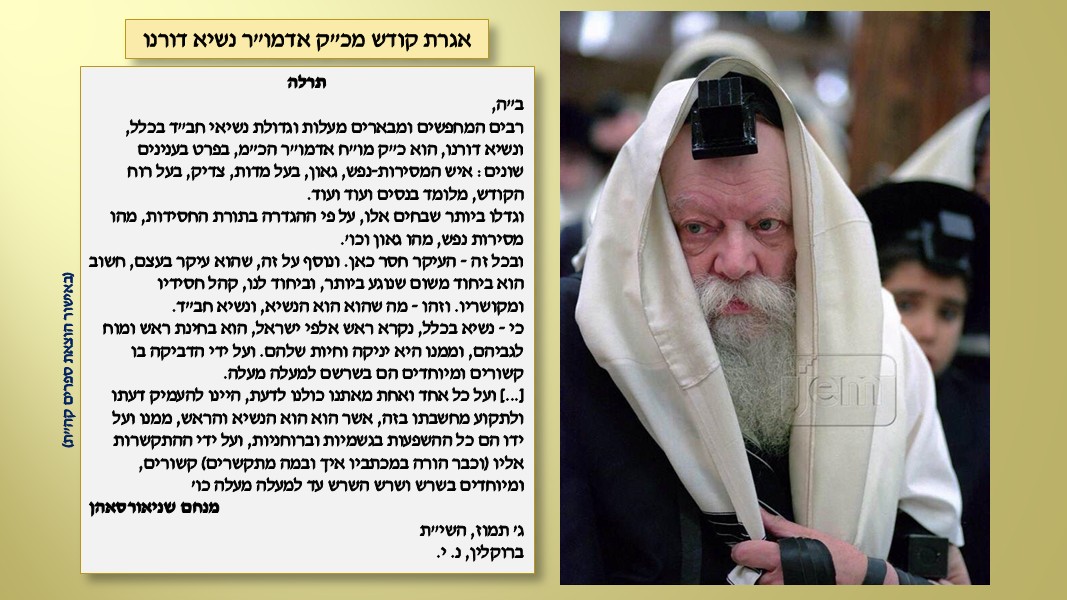 אגרת קודש מכ״ק אדמו״ר נשיא דורנו
תרלה
ב״ה,
רבים המחפשים ומבארים מעלות וגדולת נשיאי חב״ד בכלל,
ונשיא דורנו, הוא כ״ק מו״ח אדמו״ר הכ״מ, בפרט בענינים
שונים: איש המסירות-נפש, גאון, בעל מדות, צדיק, בעל רוח
הקודש, מלומד בנסים ועוד ועוד.
וגדלו ביותר שבחים אלו, על פי ההגדרה בתורת החסידות, מהו
מסירות נפש, מהו גאון וכו׳.
ובכל זה - העיקר חסר כאן. ונוסף על זה, שהוא עיקר בעצם, חשוב
הוא ביחוד משום שנוגע ביותר, וביחוד לנו, קהל חסידיו
ומקושריו. וזהו - מה שהוא הוא הנשיא, ונשיא חב״ד.
כי - נשיא בכלל, נקרא ראש אלפי ישראל, הוא בחינת ראש ומוח
לגביהם, וממנו היא יניקה וחיות שלהם. ועל ידי הדביקה בו
קשורים ומיוחדים הם בשרשם למעלה מעלה.
[...] ועל כל אחד ואחת מאתנו כולנו לדעת, היינו להעמיק דעתו
ולתקוע מחשבתו בזה, אשר הוא הוא הנשיא והראש, ממנו ועל
ידו הם כל ההשפעות בגשמיות וברוחניות, ועל ידי ההתקשרות
אליו (וכבר הורה במכתביו איך ובמה מתקשרים) קשורים,
ומיוחדים בשרש ושרש השרש עד למעלה מעלה כו׳
מנחם שניאורסאהן
ג׳ תמוז, השי״ת
ברוקלין, נ. י.
(באישור הוצאת ספרים קה״ת)
jem